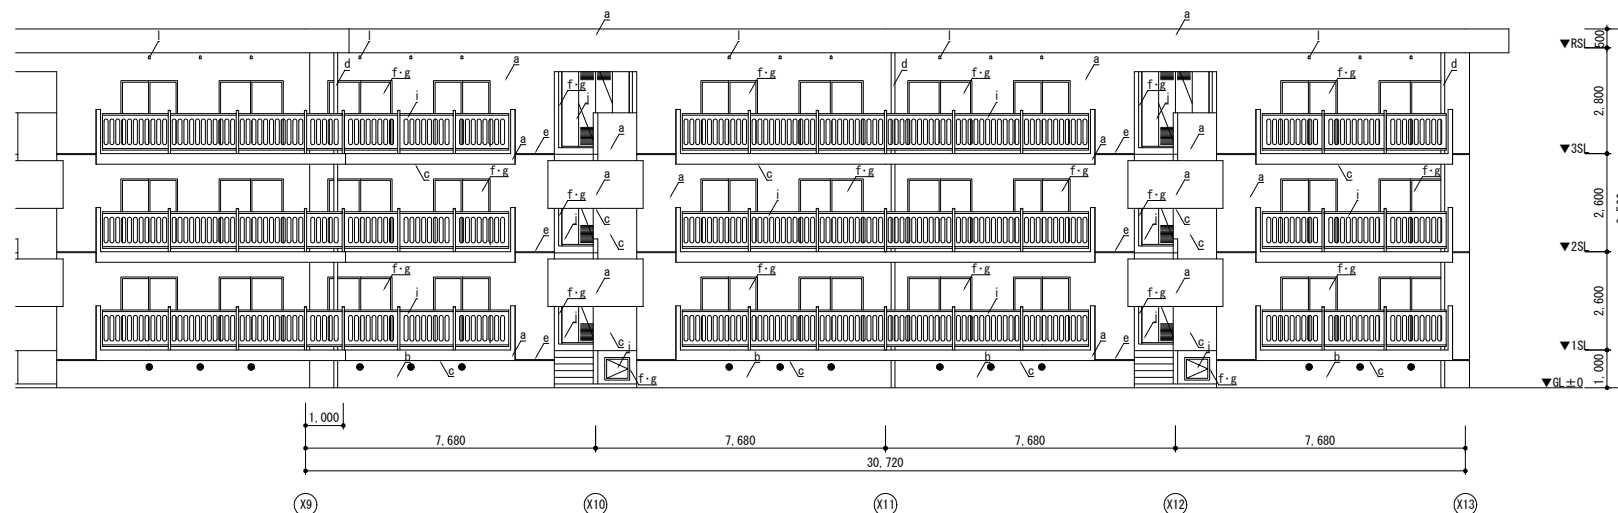 a
a
l
l
l
l
l
▼RSL
500
d
f·g
a
f·g
d
a
f·g
d
i
f·g
j
i
f·g
j
i
2,800
e
a
a
e
a
a
▼3SL
c
f·g
a
a
c
f·g
f·g
a
a
c
f·g
i
f·g
j
c
c
i
f·g
j
c
c
i
2,600
e
e
▼2SL
f·g
a
f·g
a
f·g
i
f·g
j
i
f·g
j
2,600
a
e
c
a
e
c
▼1SL
b
c
j
f·g
b
c
b
c
j
f·g
b
c
1,000
▼GL±0
1,000
7,680
7,680
7,680
7,680
30,720
X9
X10
X11
X12
X13